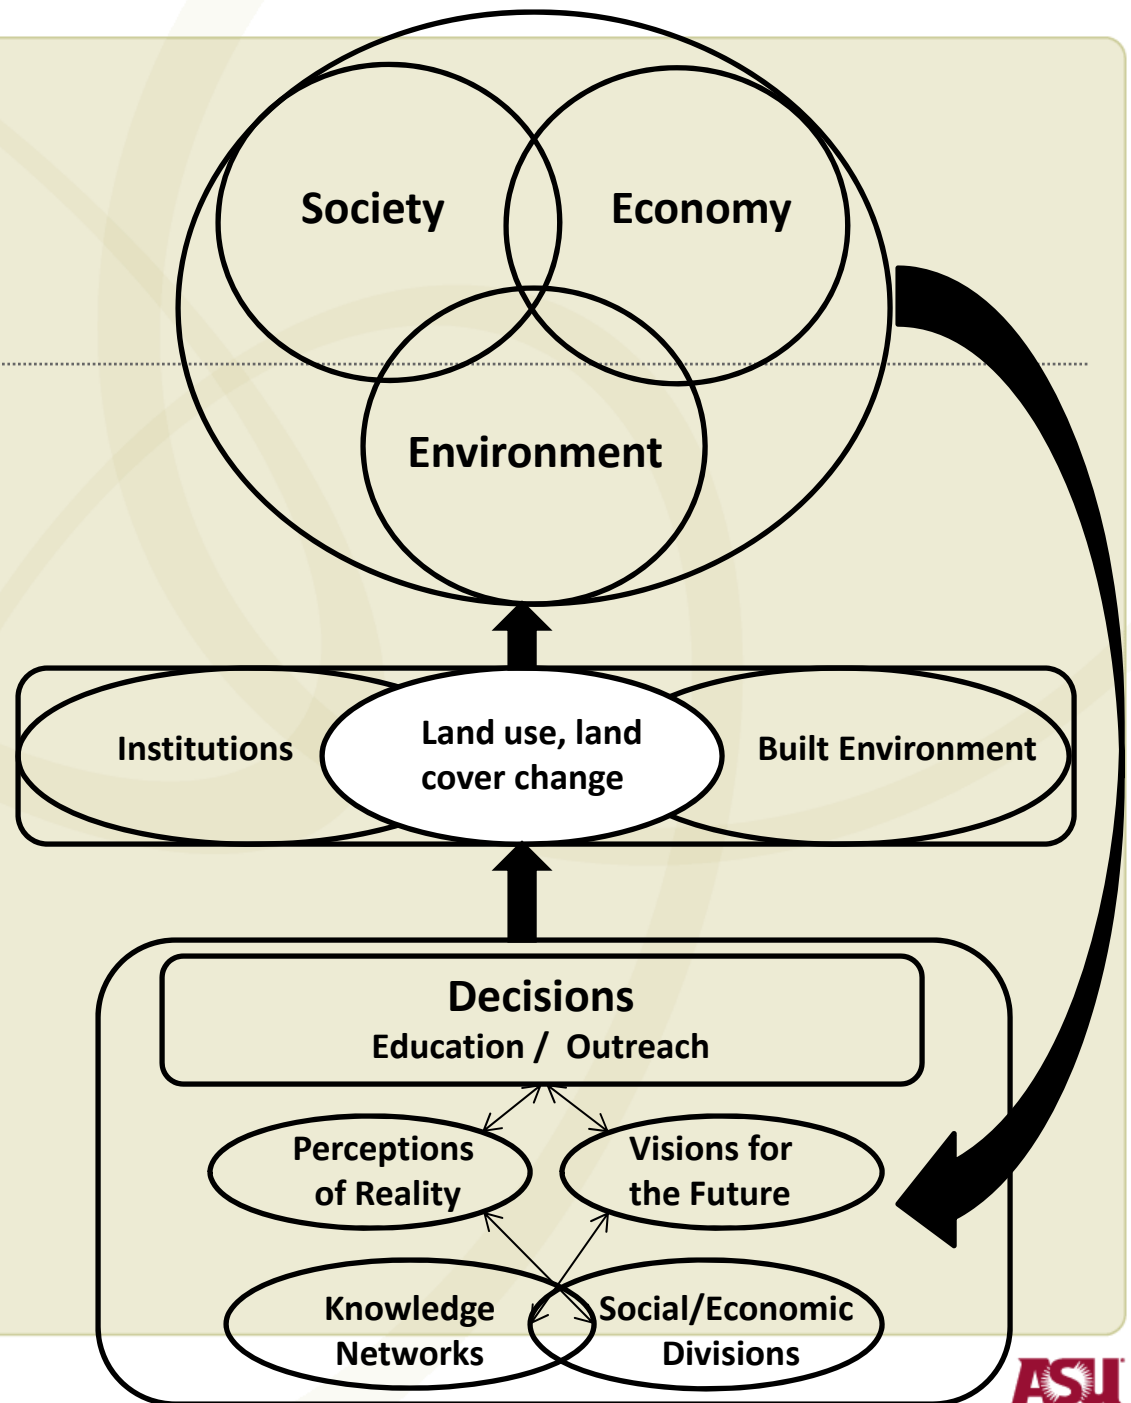 Society
Economy
Environment
Institutions
Land use, land
cover change
Built Environment
Decisions
Education / Outreach
Perceptions
of Reality
Visions for
the Future
Knowledge
Networks
Social/Economic
Divisions
ASU